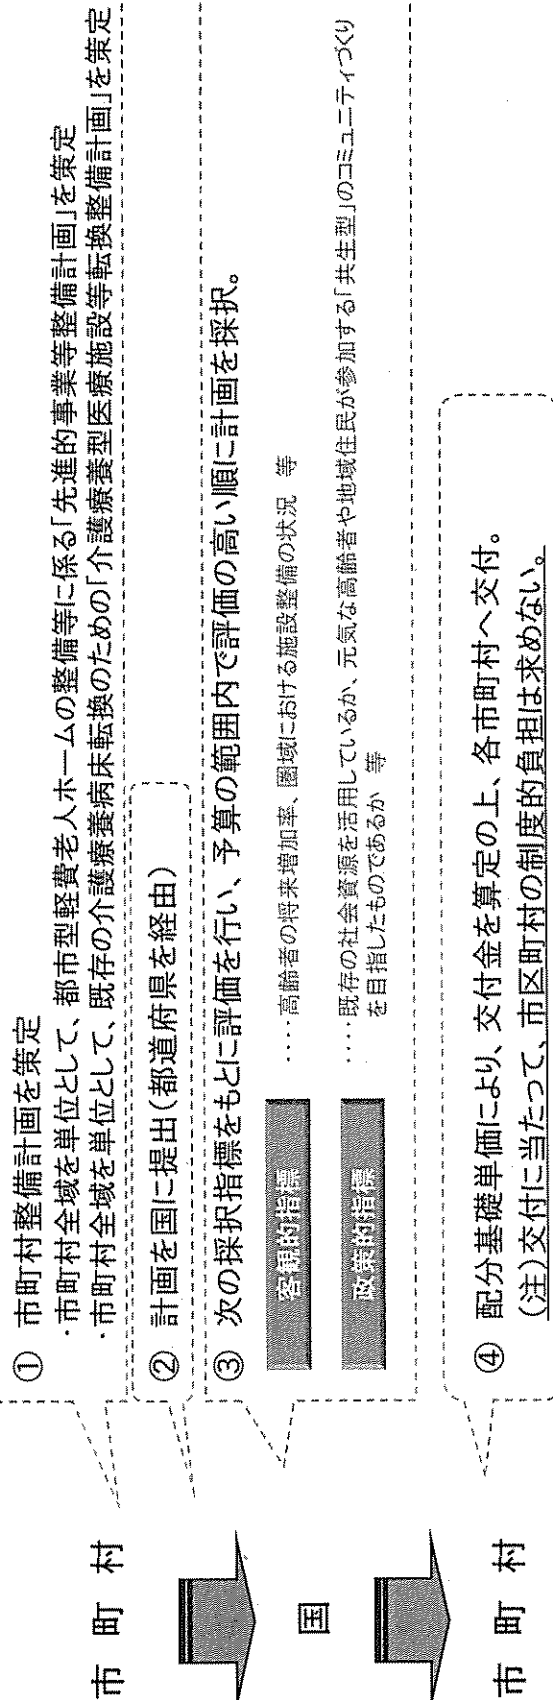 市町村
① 市町村整備計画を策定
・市町村全域を単位として、都市型軽費老人ホームの整備等に係る「先進的事業等整備計画」を策定
・市町村全域を単位として、既存の介護療養病床転換のための「介護療養型医療施設等転換整備計画」を策定
② 計画を国に提出（都道府県を経由）
国
③ 次の採択指標をもとに評価を行い、予算の範囲内で評価の高い順に計画を採択。
客観的指標 ‥‥高齢者の将来増加率、圏域における施設整備の状況 等
政策的指標 ‥‥既存の社会資源を活用しているか、元気な高齢者や地域住民が参加する「共生型」のコミュニティづくり
を目指したものであるか 等
市町村
④ 配分基礎単価により、交付金を算定の上、各市町村へ交付。
（注）交付に当たって、市区町村の制度的負担は求めない。